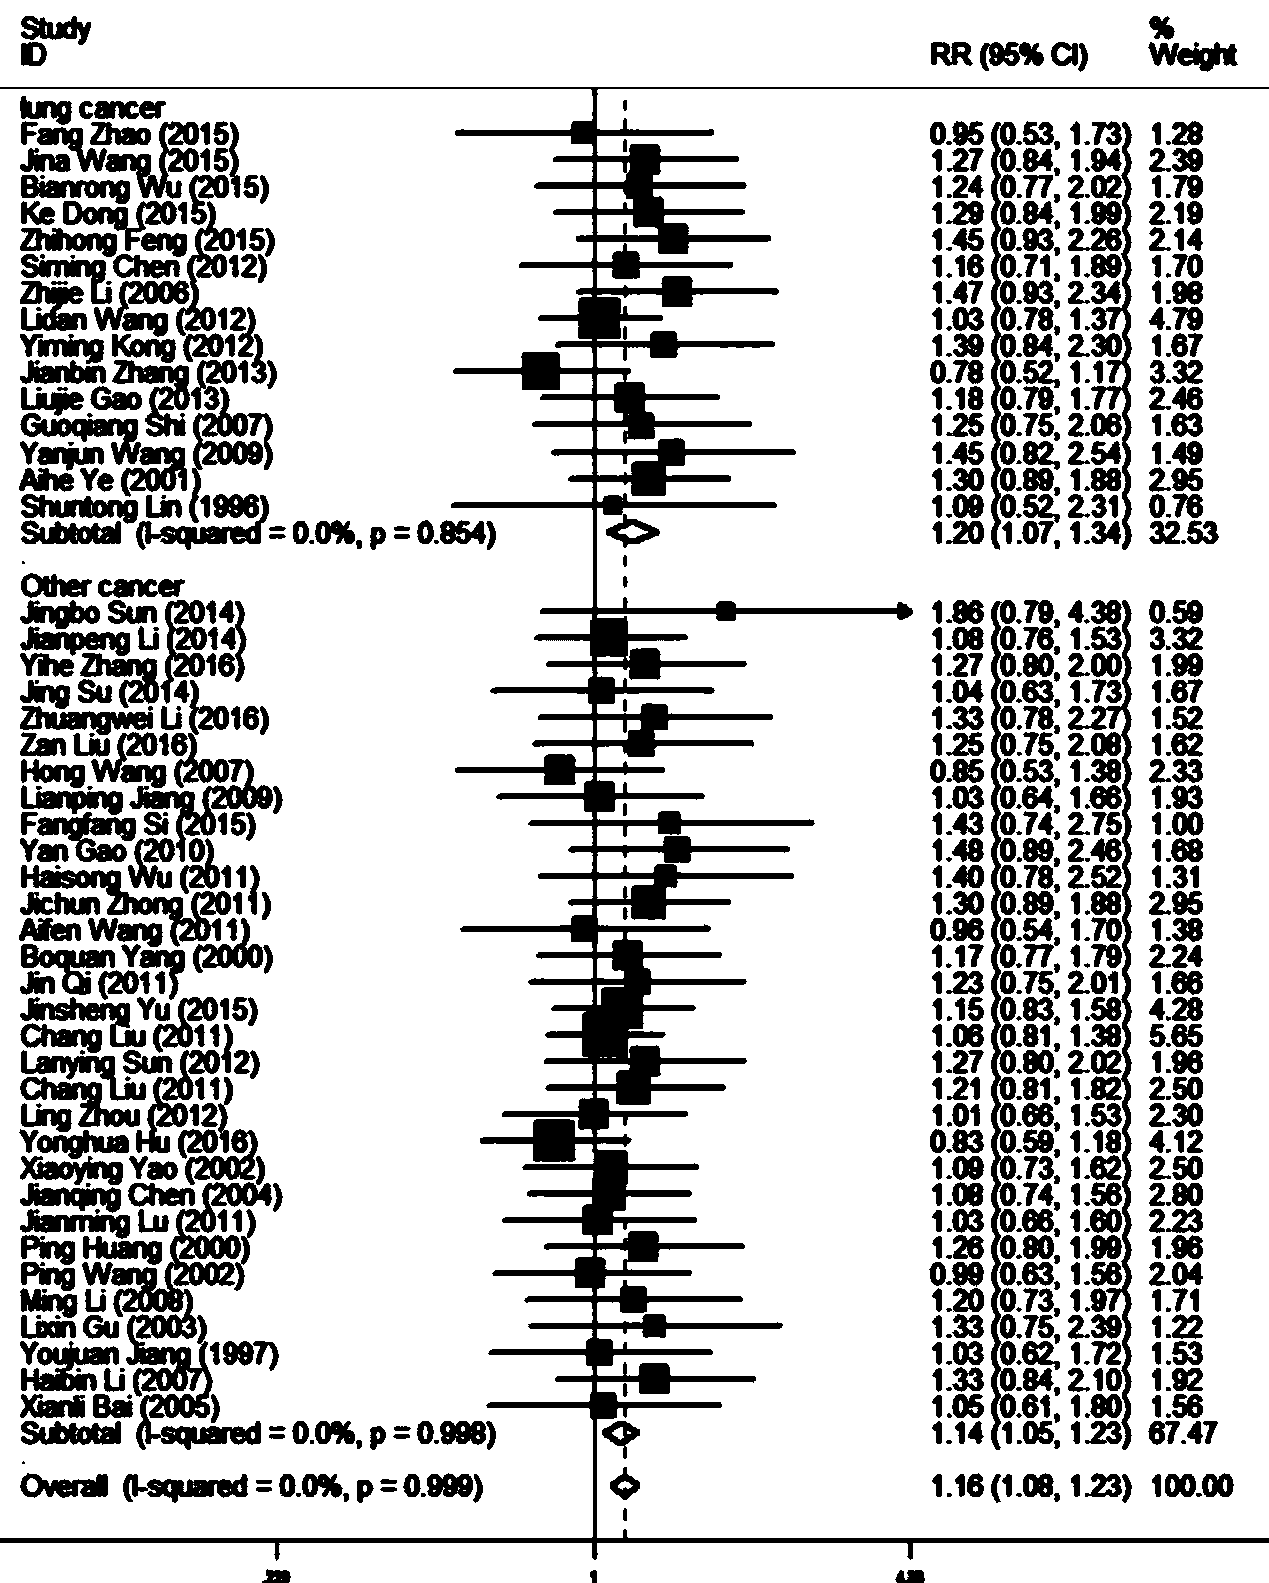 Study
ID RR (95% CI) % Weight
lung cancer
Fang Zhao (2015) 0.95 (0.53, 1.73) 1.28
Jina Wang (2015) 1.27 (0.84, 1.94) 2.39
Bianrong Wu (2015) 1.24 (0.77, 2.02) 1.79
Ke Dong (2015) 1.29 (0.84, 1.99) 2.19
Zhihong Feng (2015) 1.45 (0.93, 2.26) 2.14
Siming Chen (2012) 1.16 (0.71, 1.89) 1.70
Zhijie Li (2006) 1.47 (0.93, 2.34) 1.98
Lidan Wang (2012) 1.03 (0.78, 1.37) 4.79
Yiming Kong (2012) 1.39 (0.84, 2.30) 1.67
Jianbin Zhang (2013) 0.78 (0.52, 1.17) 3.32
Liujie Gao (2013) 1.18 (0.79, 1.77) 2.46
Guoqiang Shi (2007) 1.25 (0.75, 2.06) 1.63
Yanjun Wang (2009) 1.45 (0.82, 2.54) 1.49
Aihe Ye (2001) 1.30 (0.89, 1.88) 2.95
Shuntong Lin (1996) 1.09 (0.52, 2.31) 0.76
Subtotal (I-squared = 0.0%, p = 0.854) 1.20 (1.07, 1.34) 32.53
.
Other cancer
Jingbo Sun (2014) 1.86 (0.79, 4.38) 0.59
Jianpeng Li (2014) 1.08 (0.76, 1.53) 3.32
Yihe Zhang (2016) 1.27 (0.80, 2.00) 1.99
Jing Su (2014) 1.04 (0.63, 1.73) 1.67
Zhuangwei Li (2016) 1.33 (0.78, 2.27) 1.52
Zan Liu (2016) 1.25 (0.75, 2.08) 1.62
Hong Wang (2007) 0.85 (0.53, 1.38) 2.33
Lianping Jiang (2009) 1.03 (0.64, 1.66) 1.93
Fangfang Si (2015) 1.43 (0.74, 2.75) 1.00
Yan Gao (2010) 1.48 (0.89, 2.46) 1.68
Haisong Wu (2011) 1.40 (0.78, 2.52) 1.31
Jichun Zhong (2011) 1.30 (0.89, 1.88) 2.95
Aifen Wang (2011) 0.96 (0.54, 1.70) 1.38
Boquan Yang (2000) 1.17 (0.77, 1.79) 2.24
Jin Qi (2011) 1.23 (0.75, 2.01) 1.66
Jinsheng Yu (2015) 1.15 (0.83, 1.58) 4.28
Chang Liu (2011) 1.06 (0.81, 1.38) 5.65
Lanying Sun (2012) 1.27 (0.80, 2.02) 1.96
Chang Liu (2011) 1.21 (0.81, 1.82) 2.50
Ling Zhou (2012) 1.01 (0.66, 1.53) 2.30
Yonghua Hu (2016) 0.83 (0.59, 1.18) 4.12
Xiaoying Yao (2002) 1.09 (0.73, 1.62) 2.50
Jianqing Chen (2004) 1.08 (0.74, 1.56) 2.80
Jianming Lu (2011) 1.03 (0.66, 1.60) 2.23
Ping Huang (2000) 1.26 (0.80, 1.99) 1.96
Ping Wang (2002) 0.99 (0.63, 1.56) 2.04
Ming Li (2008) 1.20 (0.73, 1.97) 1.71
Lixin Gu (2003) 1.33 (0.75, 2.39) 1.22
Youjuan Jiang (1997) 1.03 (0.62, 1.72) 1.53
Haibin Li (2007) 1.33 (0.84, 2.10) 1.92
Xianli Bai (2005) 1.05 (0.61, 1.80) 1.56
Subtotal (I-squared = 0.0%, p = 0.998) 1.14 (1.05, 1.23) 67.47
.
Overall (I-squared = 0.0%, p = 0.999) 1.16 (1.08, 1.23) 100.00
1